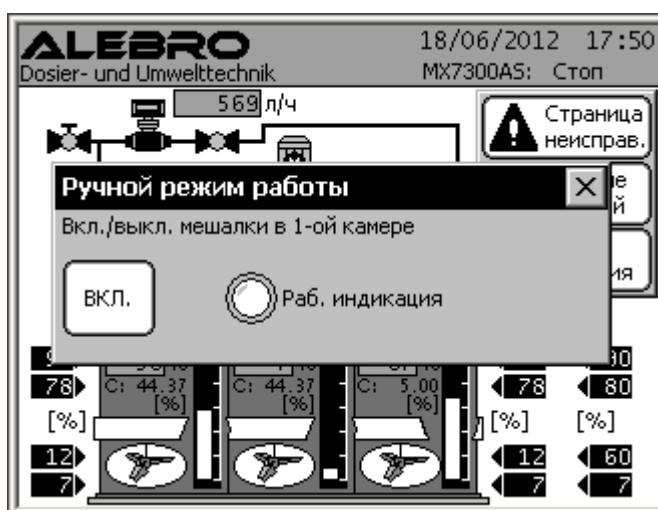 ALEBRO
18/06/2012 17:50
Dosier- und Umwelttechnik
MX7300AS: Стоп
569 л/ч
Страница
неисправ.
Ручной режим работы
Вкл./выкл. мешалки в 1-ой камере
ВКЛ.
Раб. индикация
78 C: 44.37 C: 44.37 C: 5.00 78 80
[%] [%] [%]
[%] [%] [%]
12 12 60
7 7 7